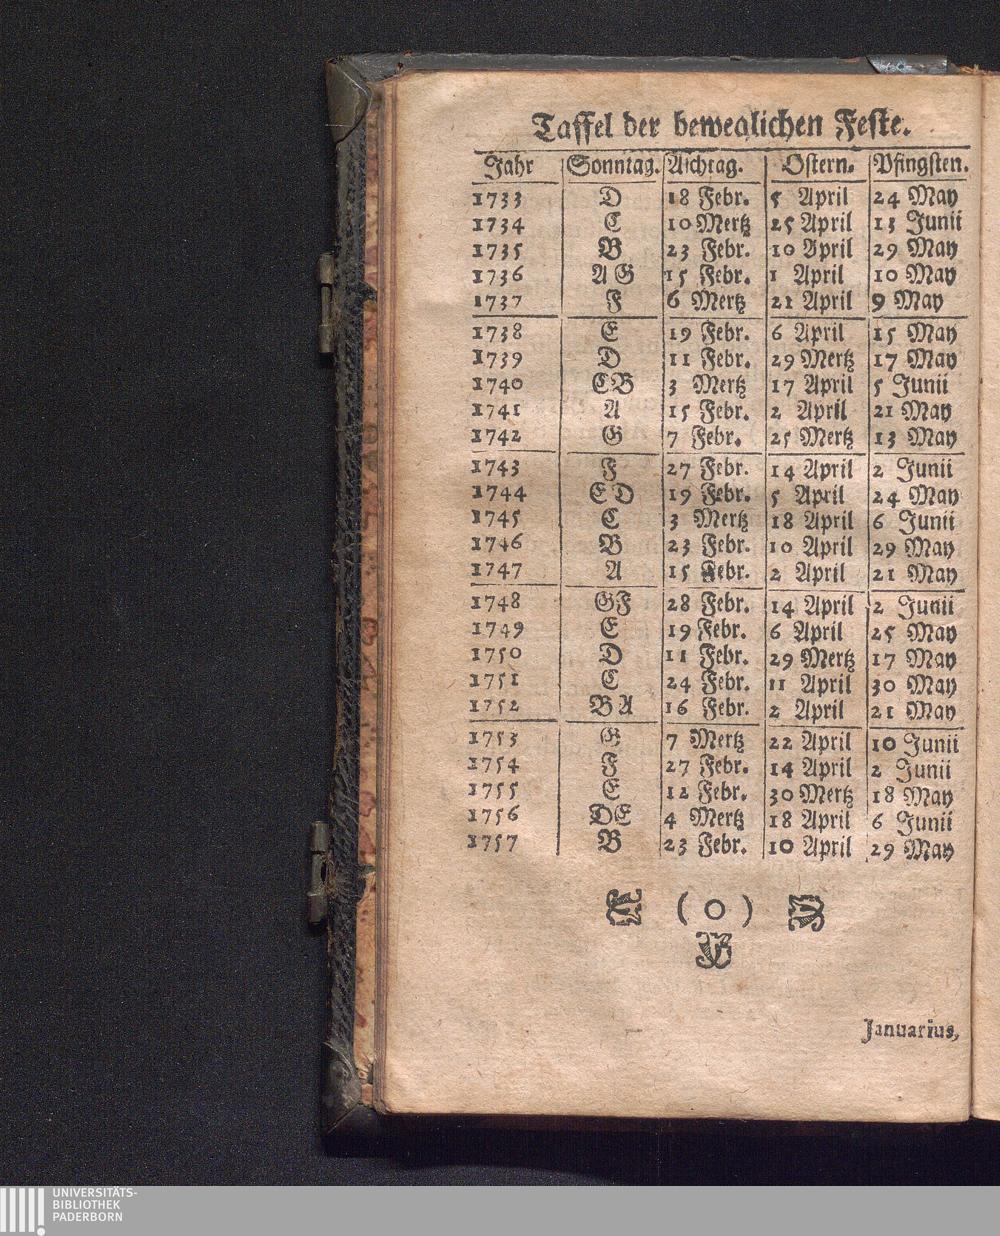 Taffel der beweglichen Feste.
Jahr Sonntag. Aschtag. Ostern. Pfingsten.
1733 D 18 Febr. 5 April 24 May
1734 C 10 Mertz 25 April 13 Junii
1735 B 23 Febr. 10 April 29 May
1736 A G 15 Febr. 1 April 10 May
1737 F 6 Mertz 21 April 9 May
1738 E 19 Febr. 6 April 15 May
1739 D 11 Febr. 29 Mertz 17 May
1740 C B 3 Mertz 17 April 5 Junii
1741 A 15 Febr. 2 April 21 May
1742 G 7 Febr. 25 Mertz 13 May
1743 F 27 Febr. 14 April 2 Junii
1744 E D 19 Febr. 5 April 24 May
1745 C 3 Mertz 18 April 6 Junii
1746 B 23 Febr. 10 April 29 May
1747 A 15 Febr. 2 April 21 May
1748 GF 28 Febr. 14 April 2 Junii
1749 E 19 Febr. 6 April 25 May
1750 D 11 Febr. 29 Mertz 17 May
1751 C 24 Febr. 11 April 30 May
1752 B A 16 Febr. 2 April 21 May
1753 G 7 Mertz 22 April 10 Junii
1754 F 27 Febr. 14 April 2 Junii
1755 E 12 Febr. 30 Mertz 18 May
1756 DE 4 Mertz 18 April 6 Junii
1757 B 23 Febr. 10 April 29 May
( o )
Januarius,
UNIVERSITÄTS-
BIBLIOTHEK
PADERBORN